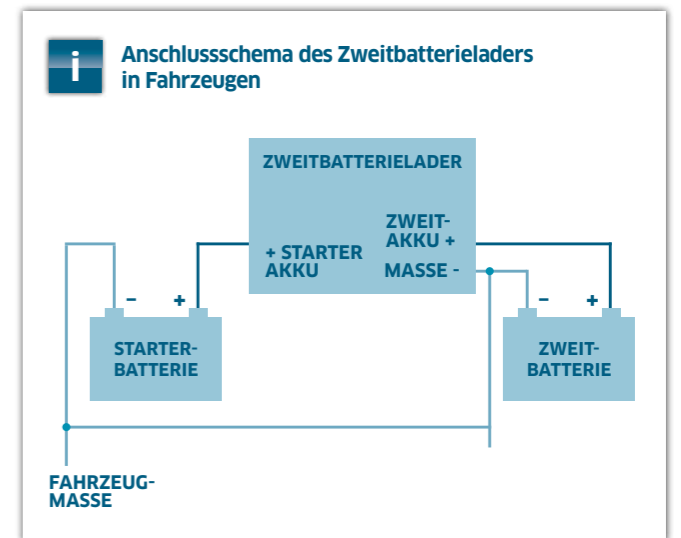 i
Anschlussschema des Zweitbatterieladers
in Fahrzeugen
ZWEITBATTERIELADER
+ STARTER
AKKU
ZWEIT-
AKKU +
MASSE -
– +
STARTER-
BATTERIE
– +
ZWEIT-
BATTERIE
FAHRZEUG-
MASSE